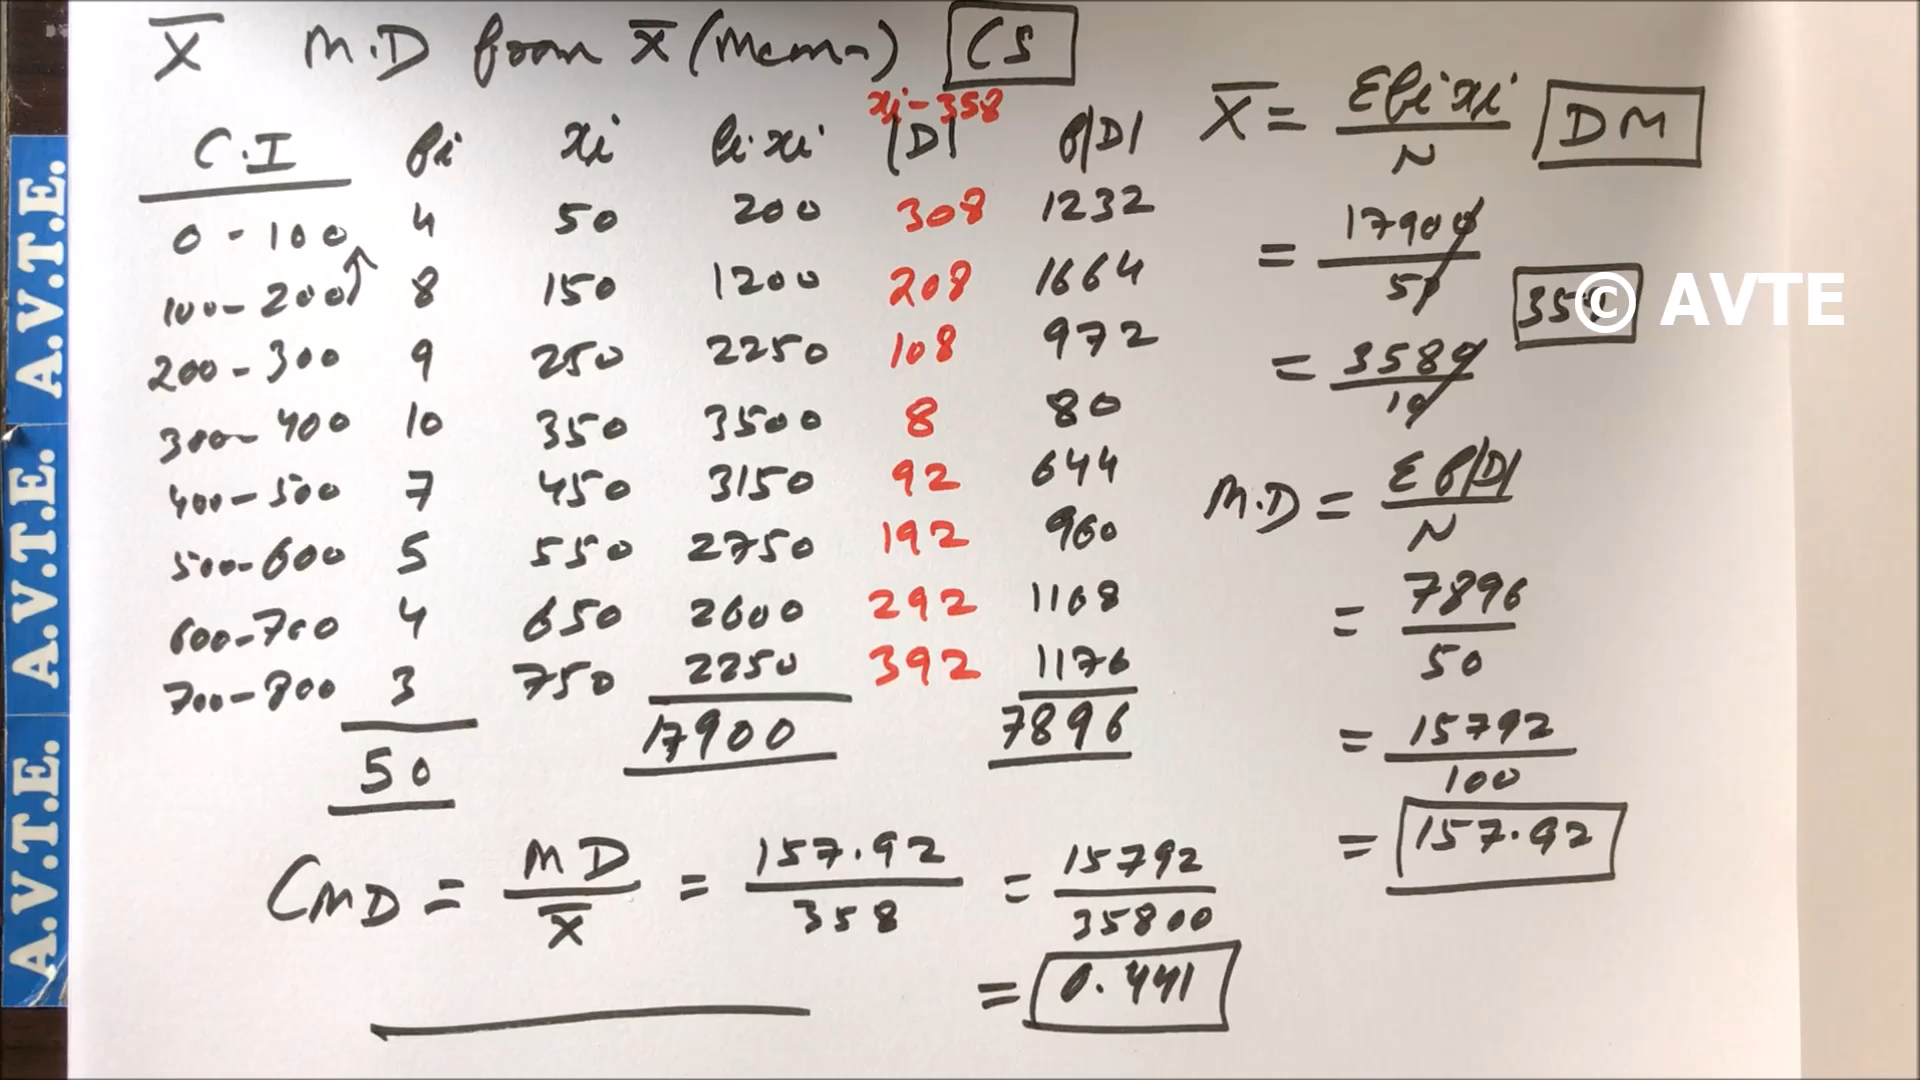 X̄ M.D from x̄ (Mean) CS
xi-358
C.I fi xi fi.xi |D| f|D|
0-100 4 50 200 308 1232
100-200 8 150 1200 208 1664
200-300 9 250 2250 108 972
300-400 10 350 3500 8 80
400-500 7 450 3150 92 644
500-600 5 550 2750 192 960
600-700 4 650 2600 292 1168
700-800 3 750 2250 392 1176
50 17900 7896
X̄ = Σfixi / N DM
= 17900 / 50
= 3580 / 10
M.D = Σf|D| / N
= 7896 / 50
= 15792 / 100
= 157.92
CMD = MD / X̄ = 157.92 / 358 = 15792 / 35800
= 0.441
© AVTE
A.V.T.E.
A.V.T.E.
A.V.T.E.